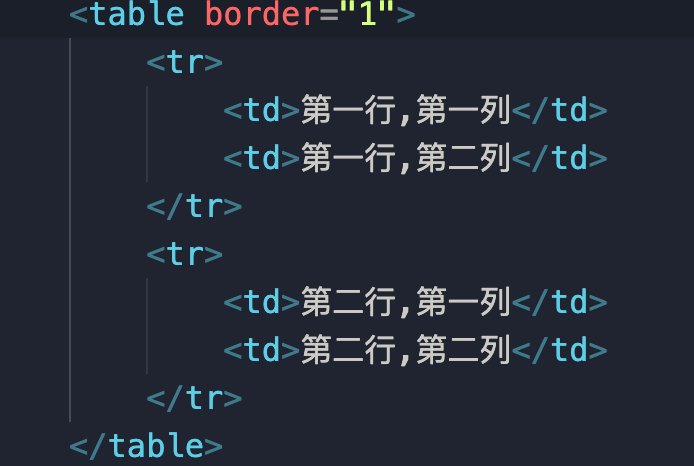 <table border="1">
<tr>
<td>第一行,第一列</td>
<td>第一行,第二列</td>
</tr>
<tr>
<td>第二行,第一列</td>
<td>第二行,第二列</td>
</tr>
</table>